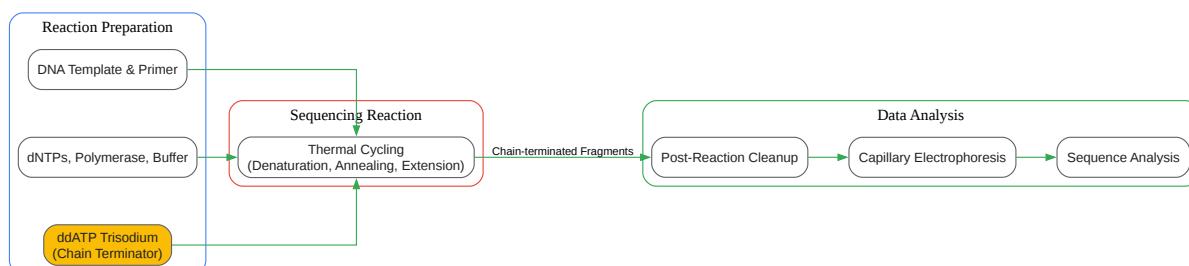 Reaction Preparation
DNA Template & Primer
dNTPs, Polymerase, Buffer
ddATP Trisodium
(Chain Terminator)
Sequencing Reaction
Thermal Cycling
(Denaturation, Annealing, Extension)
Chain-terminated Fragments
Data Analysis
Post-Reaction Cleanup
Capillary Electrophoresis
Sequence Analysis